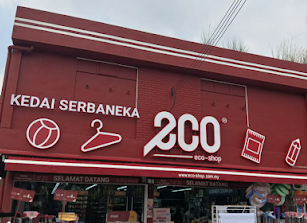 KEDAI SERBANEKA
eco
eco-shop
www.eco-shop.com.my
SELAMAT DATANG
SELAMAT DATANG